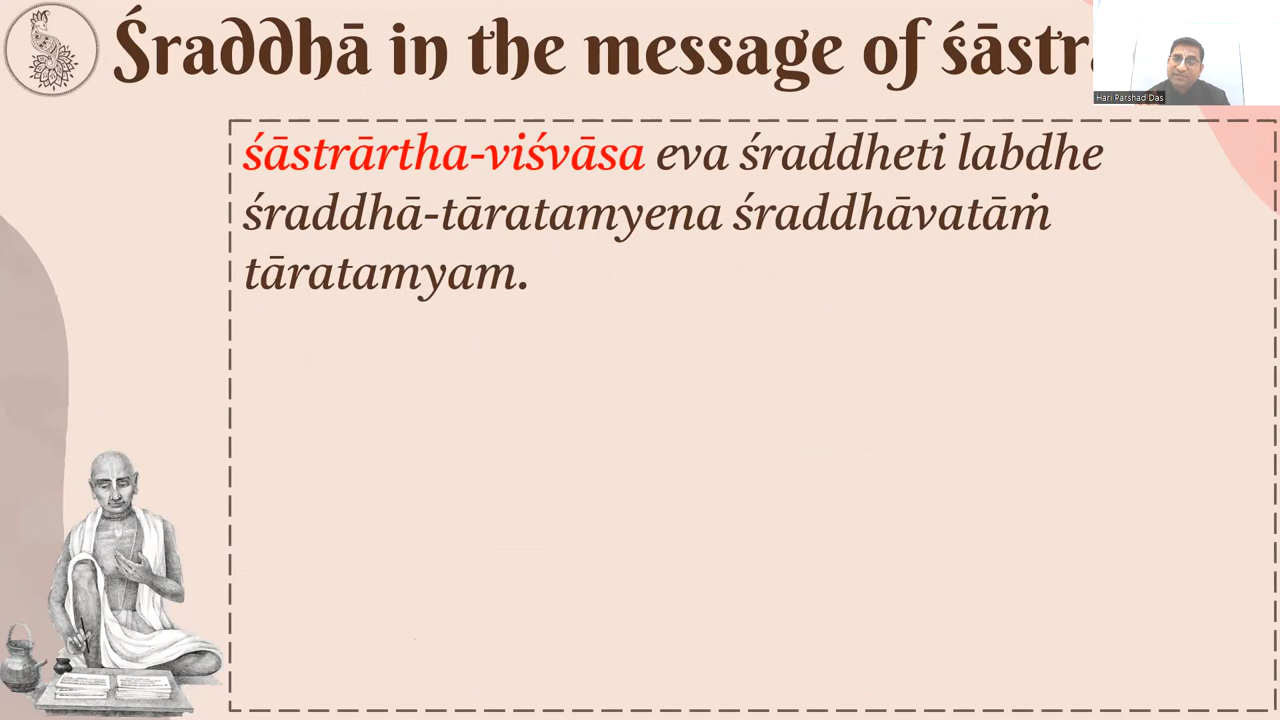 Śraddhā in the message of śāstr
Hari Parshad Das
śāstrārtha-viśvāsa eva śraddheti labdhe
śraddhā-tāratamyena śraddhāvatāṁ
tāratamyam.